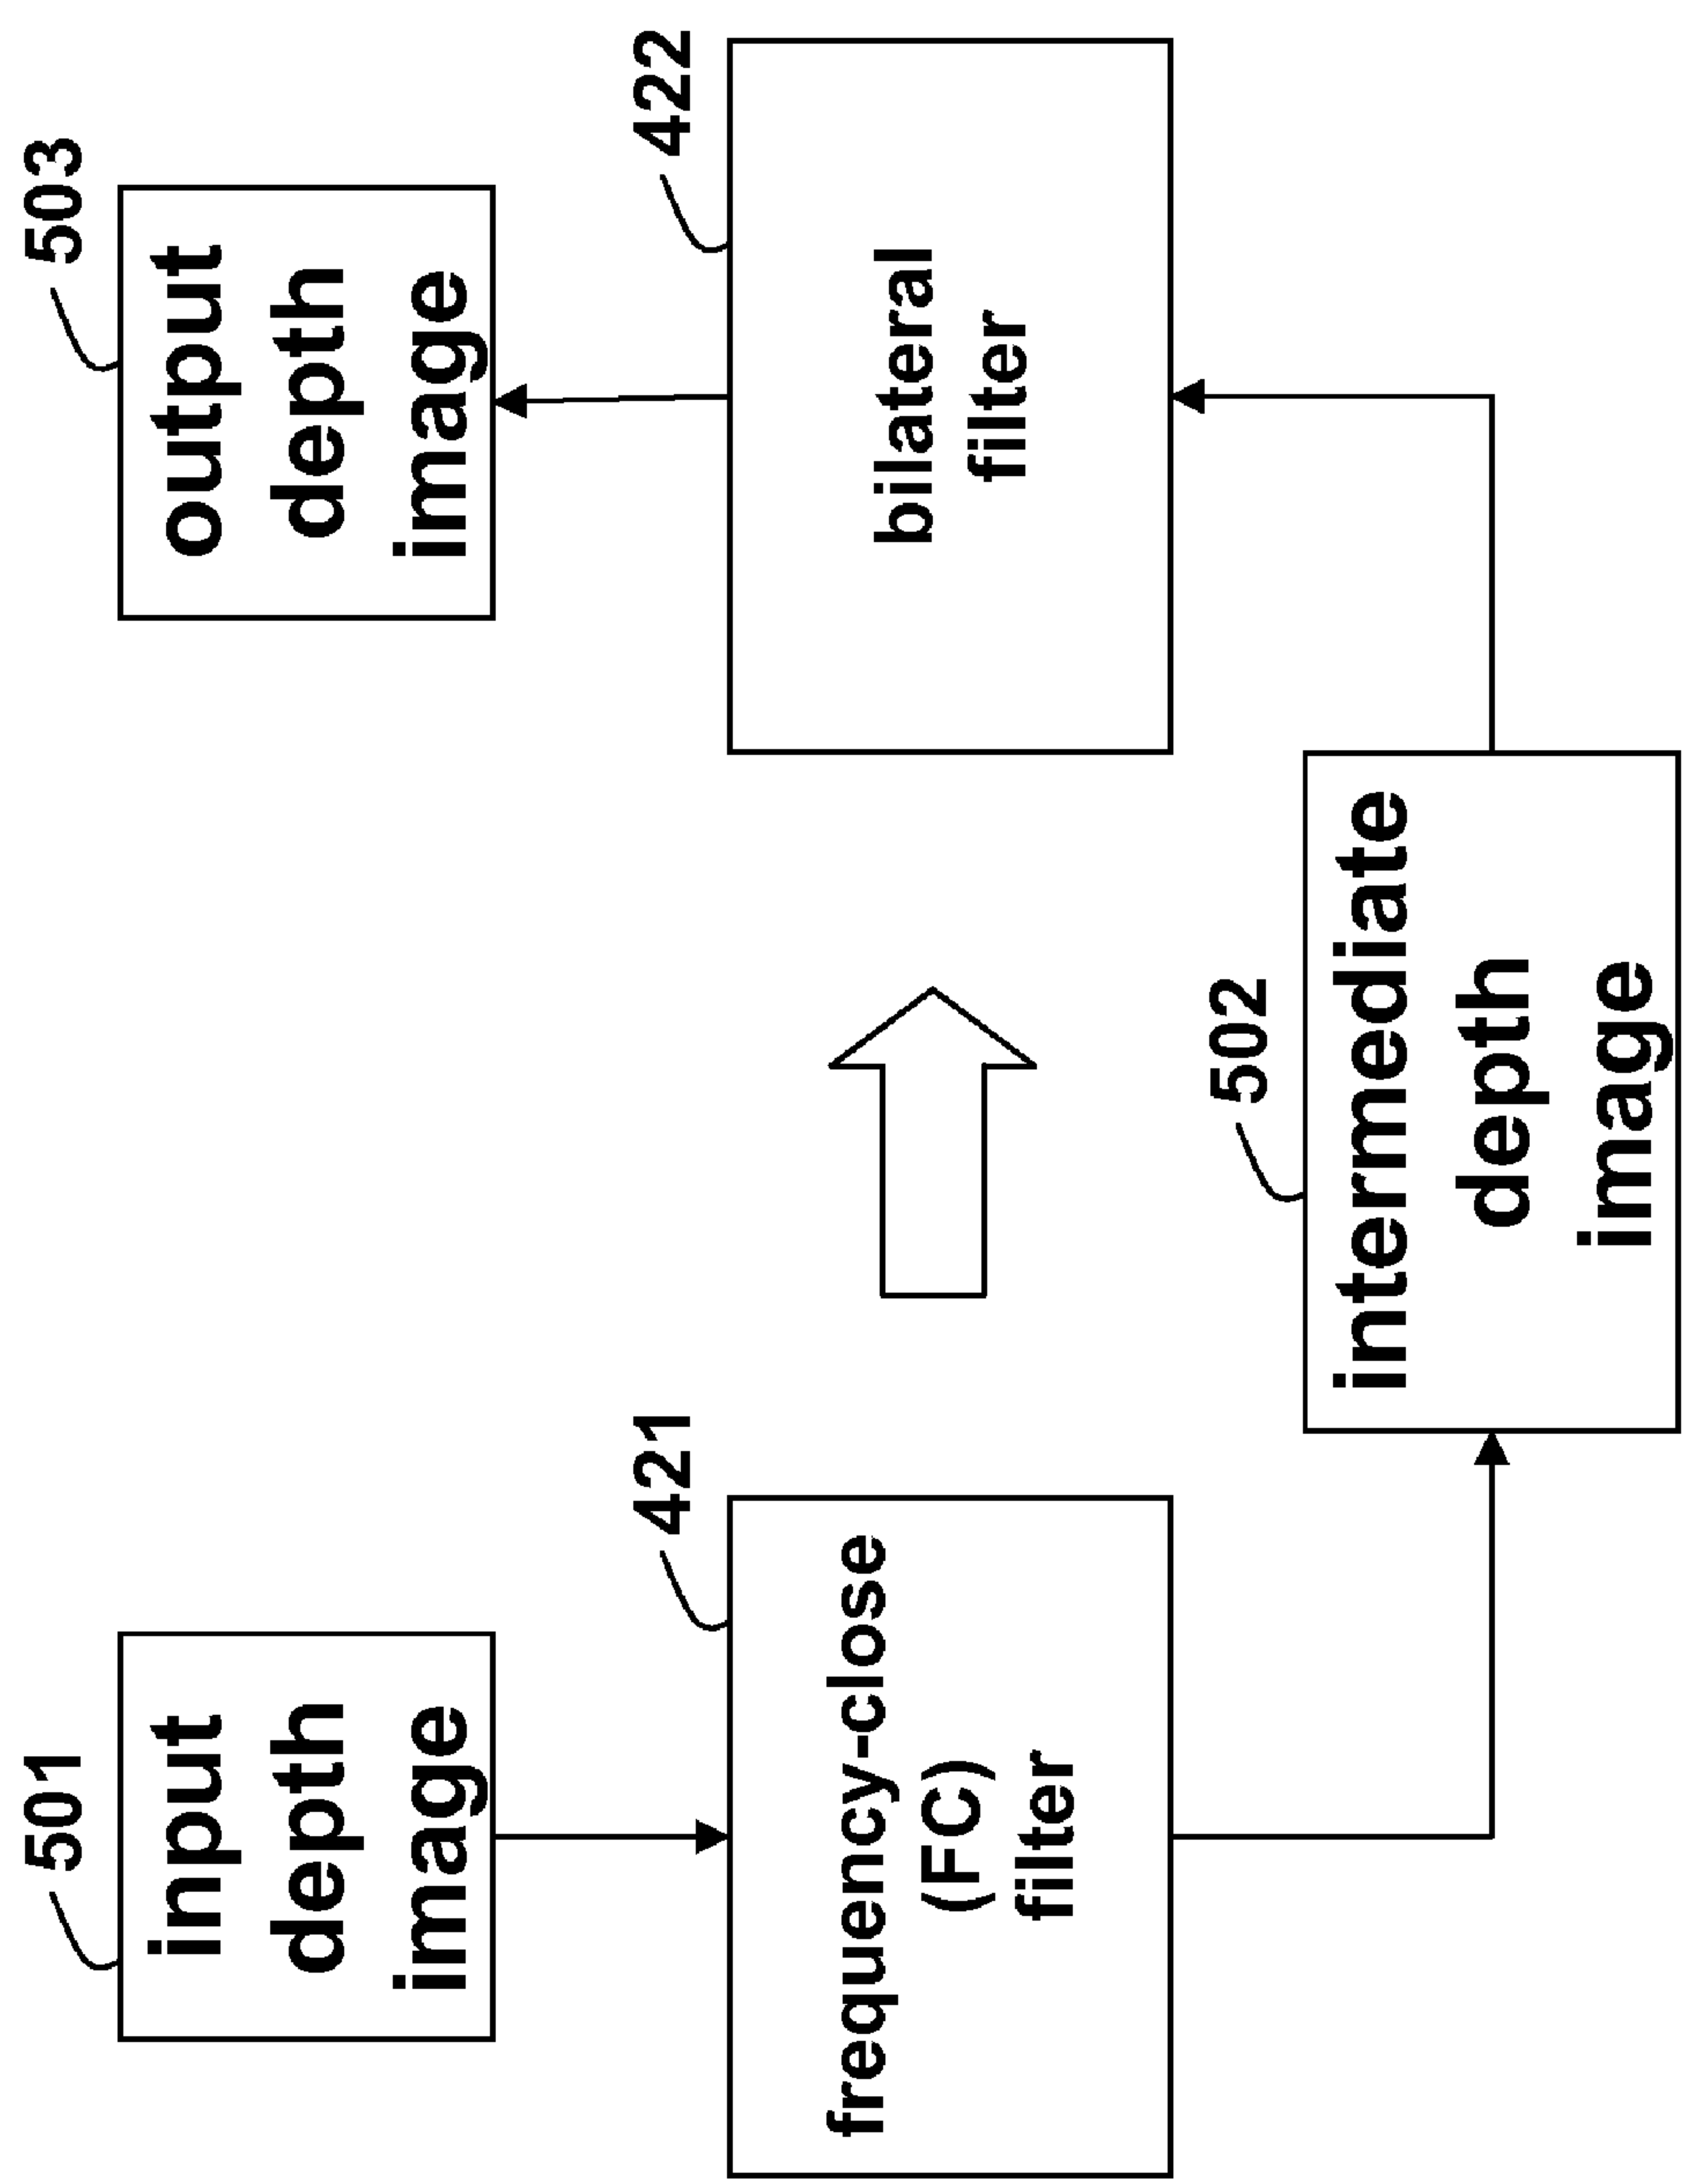 501
input
depth
image
421
frequency-close
(FC)
filter
502
intermediate
depth
image
422
bilateral
filter
503
output
depth
image